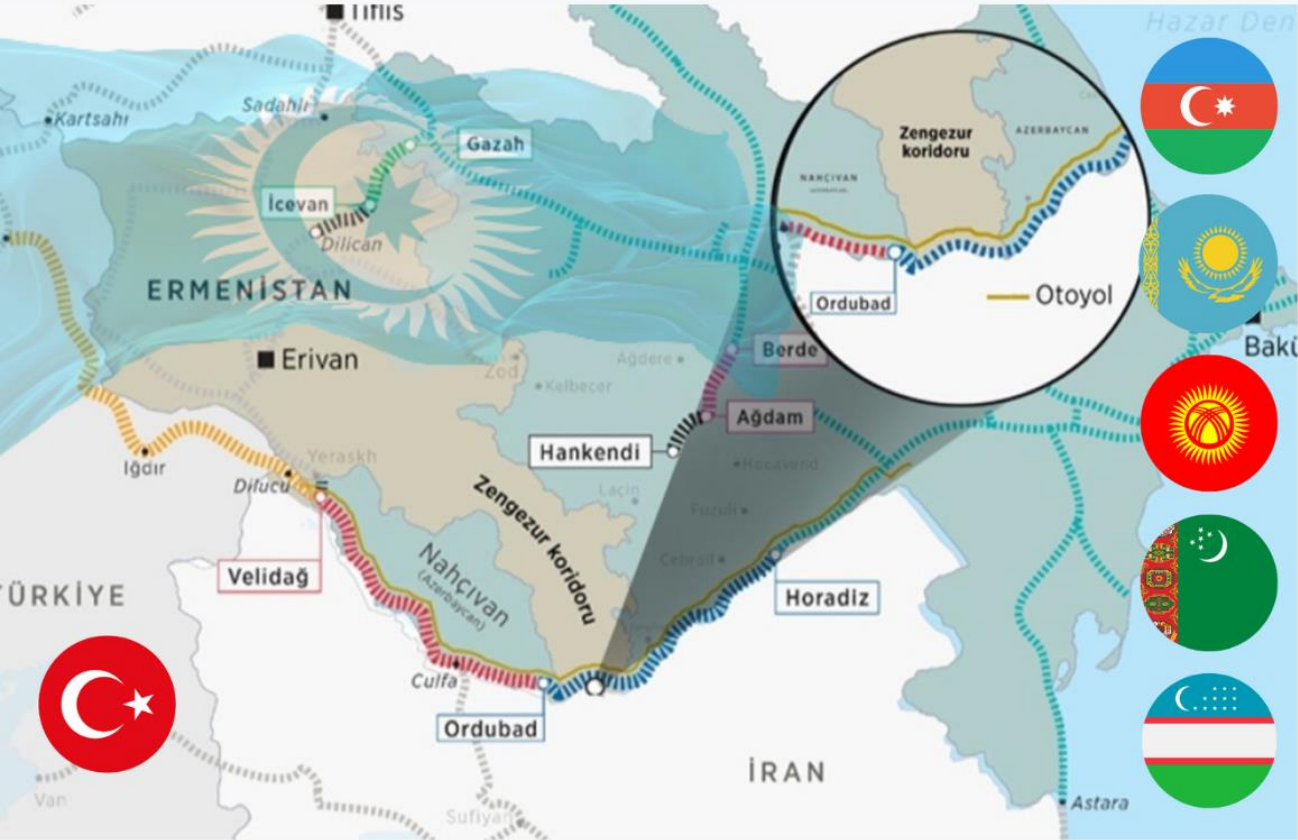 Tiflis
Hazar Den
Sadahlı
Kartsahı
Gazah
Zengezur
koridoru
AZERBAYCAN
NAHÇIVAN
İcevan
Dilican
ERMENİSTAN
Ordubad
Otoyol
Bakü
Erivan
Zod
Ağdere
Berde
Kelbecer
Ağdam
Hankendi
Hocavend
Iğdır
Yeraskh
Dilucu
Laçin
Fuzuli
Zengezur koridoru
Cebrail
Velidağ
Nahçıvan
(Azerbaycan)
Horadiz
TÜRKİYE
Culfa
Ordubad
İRAN
Van
Sufiyan
Astara